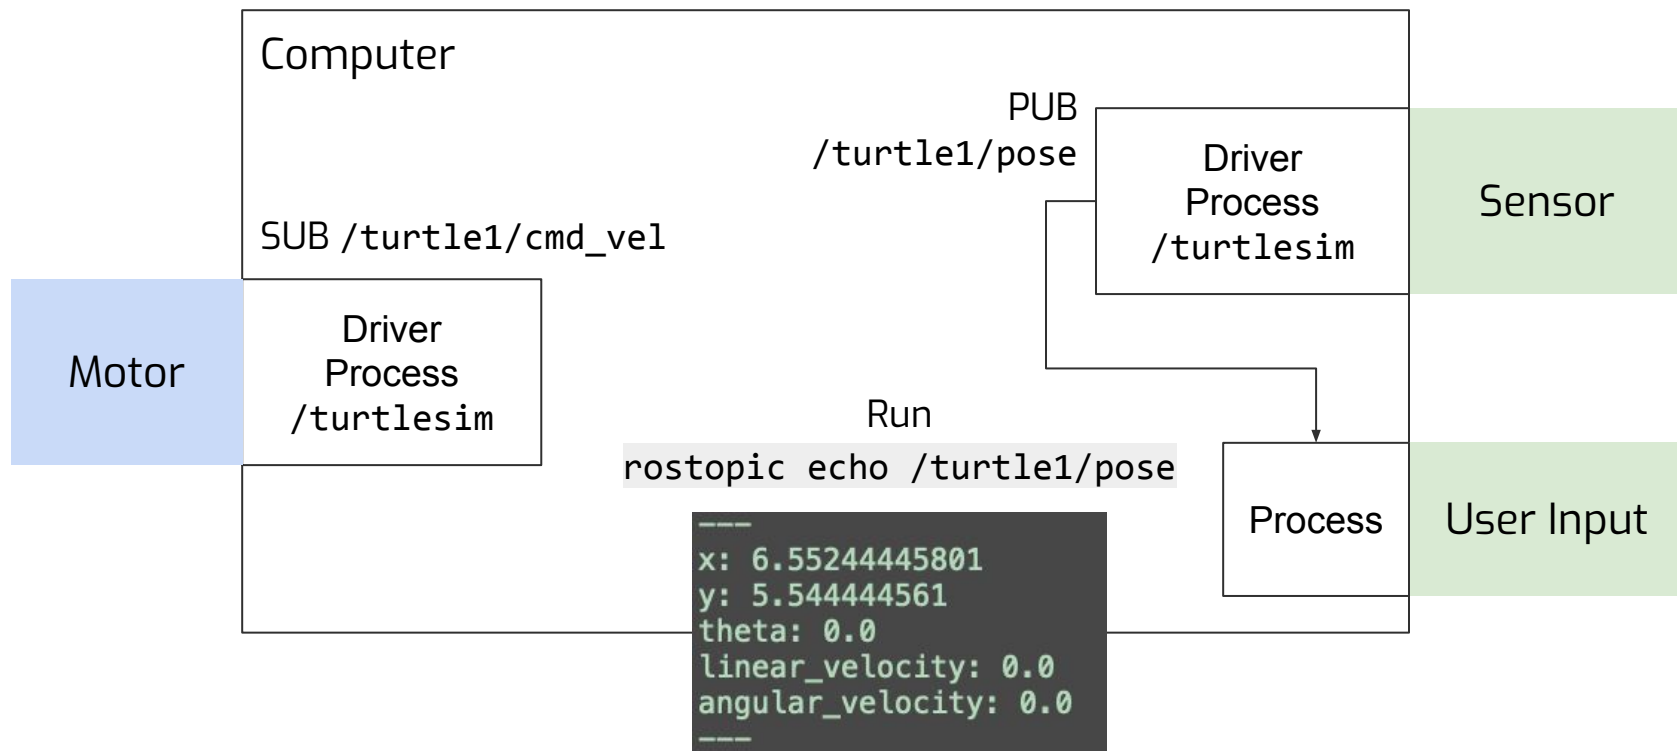 Computer
PUB
/turtle1/pose
Driver
Process
/turtlesim
Sensor
SUB /turtle1/cmd_vel
Motor
Driver
Process
/turtlesim
Run
rostopic echo /turtle1/pose
Process
User Input
---
x: 6.55244445801
y: 5.544444561
theta: 0.0
linear_velocity: 0.0
angular_velocity: 0.0
---